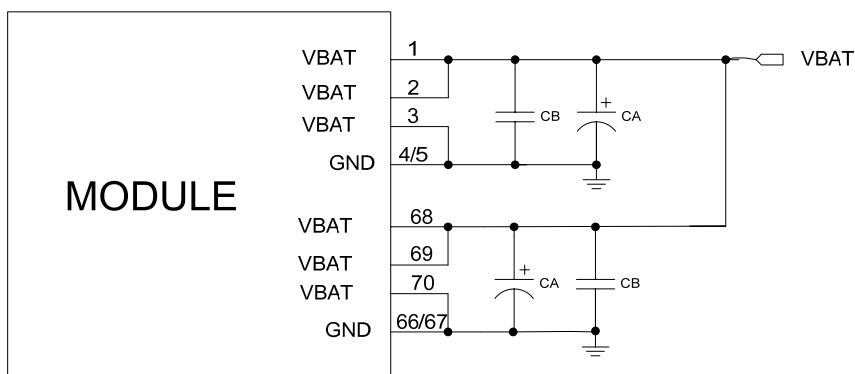 VBAT 1 VBAT
VBAT 2
VBAT 3
+
CB CA
GND 4/5
MODULE
VBAT 68
VBAT 69
VBAT 70
+
CA CB
GND 66/67